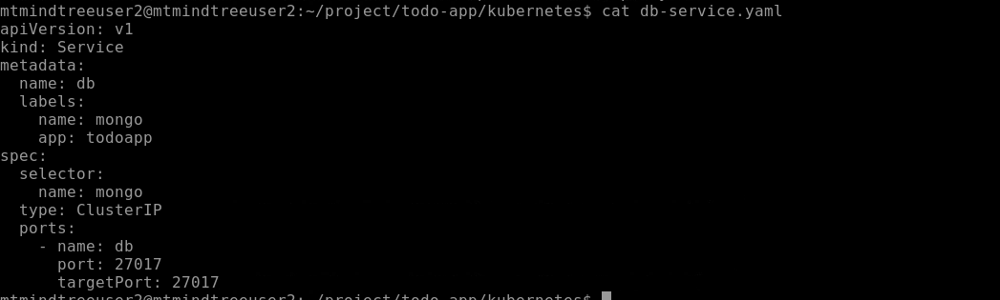 mtmindtreeuser2@mtmindtreeuser2:~/project/todo-app/kubernetes$ cat db-service.yaml
apiVersion: v1
kind: Service
metadata:
  name: db
  labels:
    name: mongo
    app: todoapp
spec:
  selector:
    name: mongo
  type: ClusterIP
  ports:
    - name: db
      port: 27017
      targetPort: 27017
mtmindtreeuser2@mtmindtreeuser2:~/project/todo-app/kubernetes$